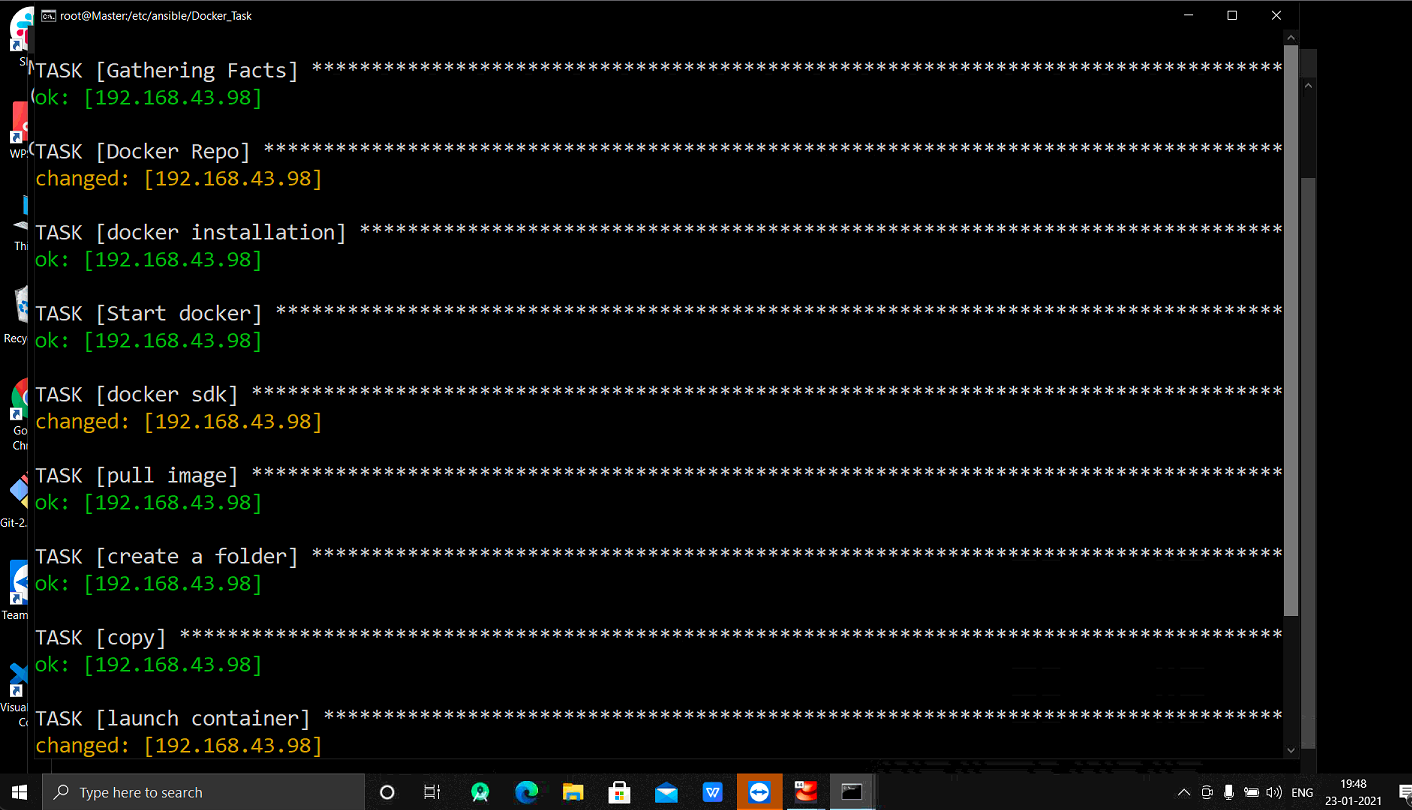 root@Master:/etc/ansible/Docker_Task
TASK [Gathering Facts] *********************************************************************************
ok: [192.168.43.98]
TASK [Docker Repo] *************************************************************************************
changed: [192.168.43.98]
TASK [docker installation] *****************************************************************************
ok: [192.168.43.98]
TASK [Start docker] ************************************************************************************
ok: [192.168.43.98]
TASK [docker sdk] **************************************************************************************
changed: [192.168.43.98]
TASK [pull image] **************************************************************************************
ok: [192.168.43.98]
TASK [create a folder] *********************************************************************************
ok: [192.168.43.98]
TASK [copy] ********************************************************************************************
ok: [192.168.43.98]
TASK [launch container] ********************************************************************************
changed: [192.168.43.98]
WPS
Thi
Recy
Go
Chr
Git-2.
Team
Visual
Co
Type here to search
ENG
19:48
23-01-2021